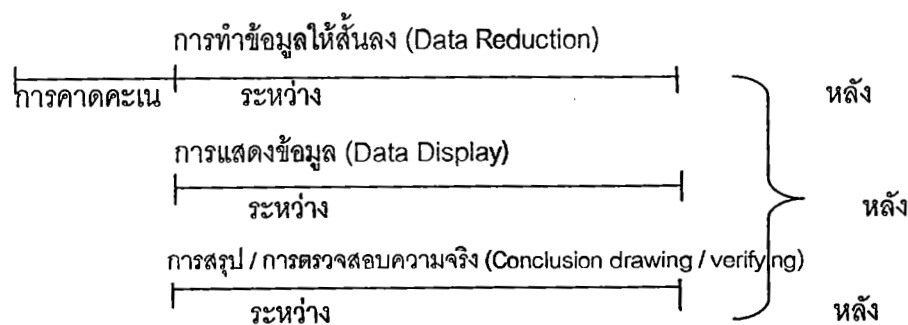 การทำข้อมูลให้สั้นลง (Data Reduction)
การคาดคะเน ระหว่าง หลัง
การแสดงข้อมูล (Data Display)
ระหว่าง หลัง
การสรุป / การตรวจสอบความจริง (Conclusion drawing / verifying)
ระหว่าง หลัง